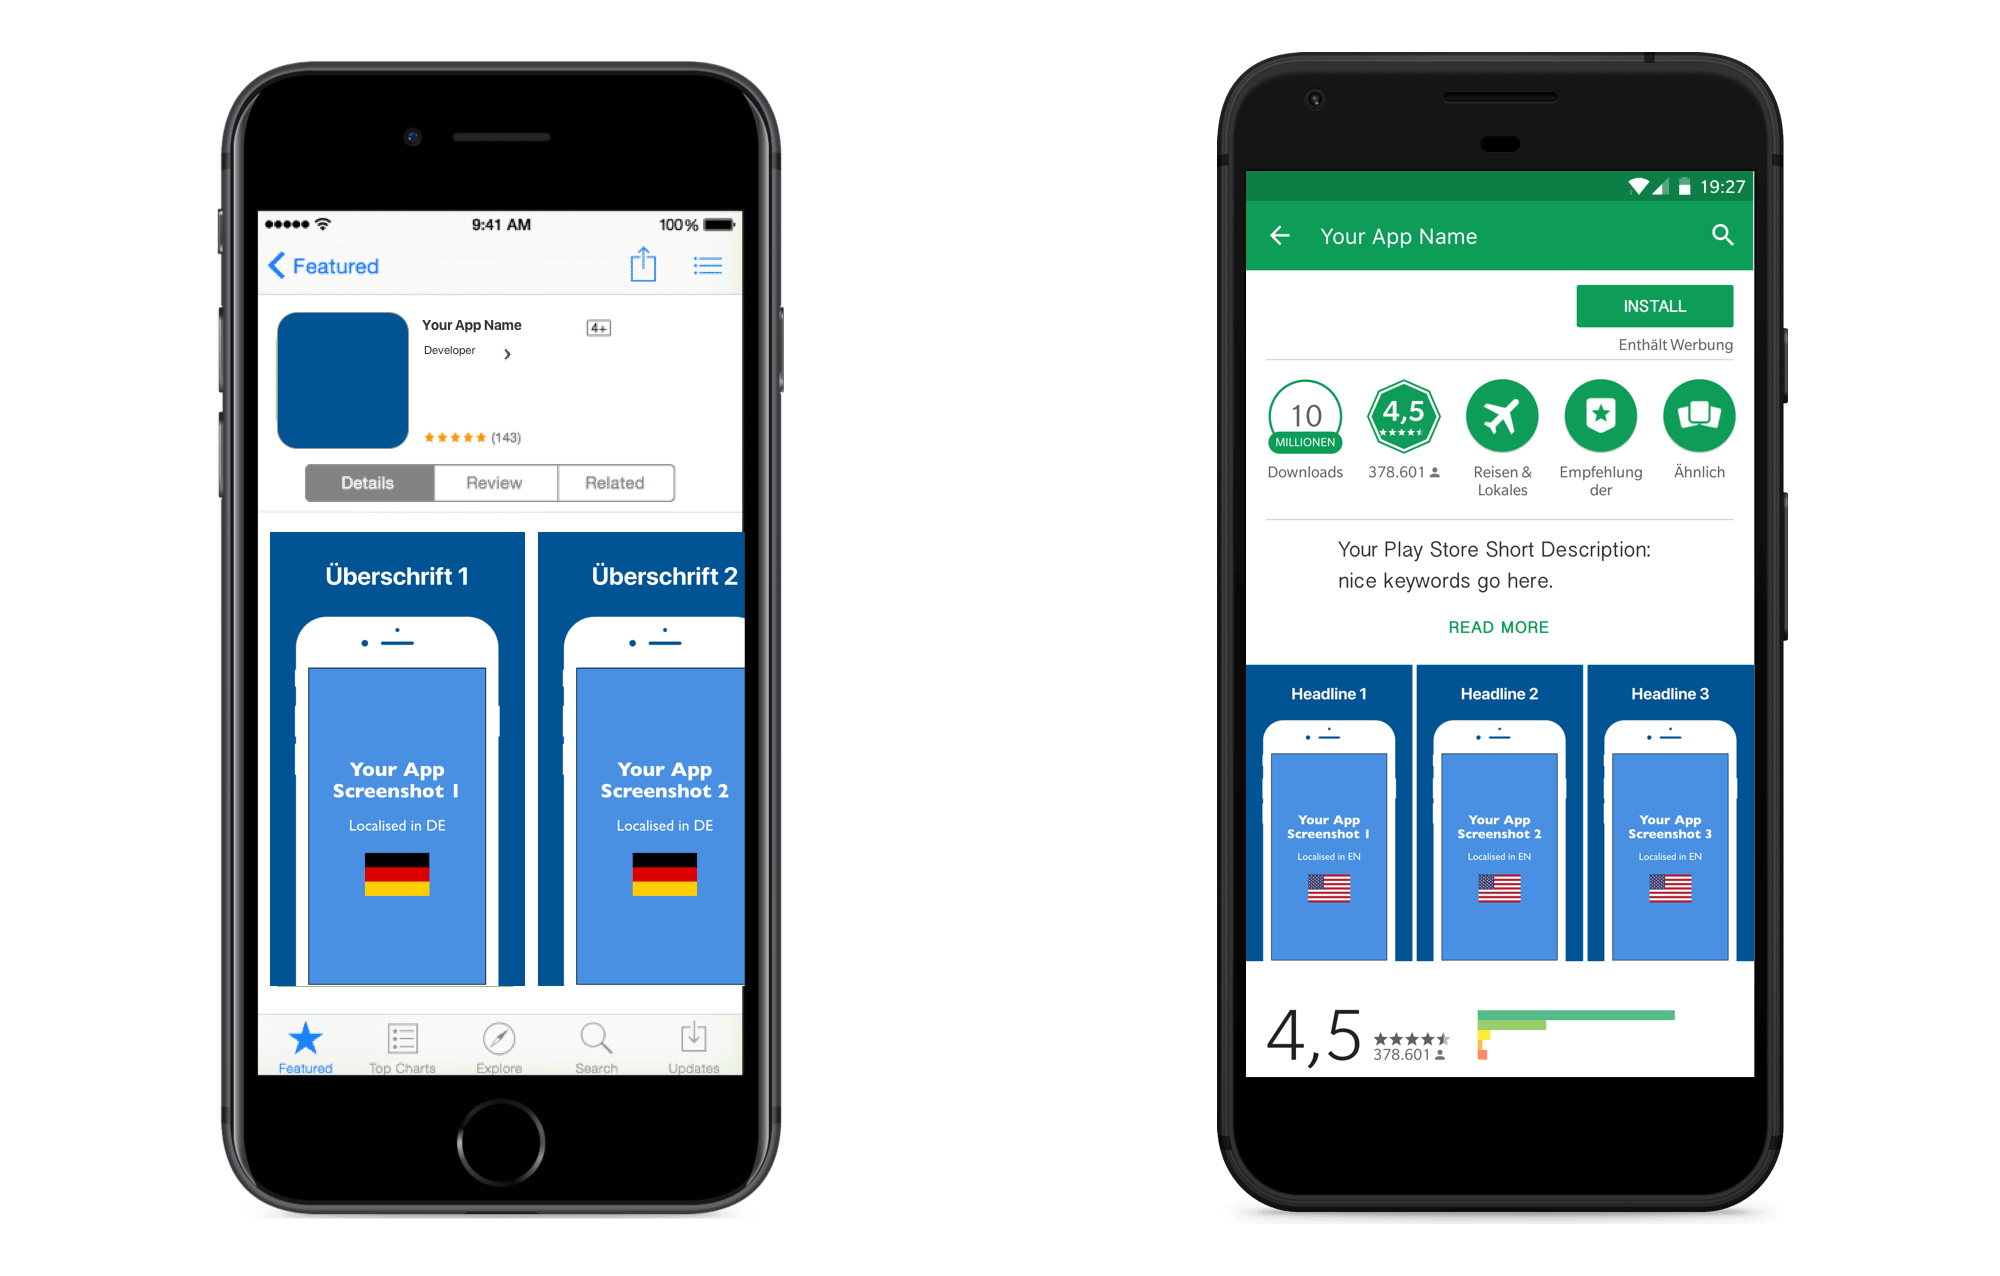 9:41 AM
100%
Featured
Your App Name
4+
Developer
(143)
Details
Review
Related
Überschrift 1
Your App
Screenshot 1
Localised in DE
Überschrift 2
Your App
Screenshot 2
Localised in DE
Featured
Top Charts
Explore
Search
Updates
19:27
Your App Name
INSTALL
Enthält Werbung
10
MILLIONEN
Downloads
4,5
378.601
Reisen &
Lokales
Empfehlung
der
Ähnlich
Your Play Store Short Description:
nice keywords go here.
READ MORE
Headline 1
Your App
Screenshot 1
Localised in EN
Headline 2
Your App
Screenshot 2
Localised in EN
Headline 3
Your App
Screenshot 3
Localised in EN
4,5
378.601